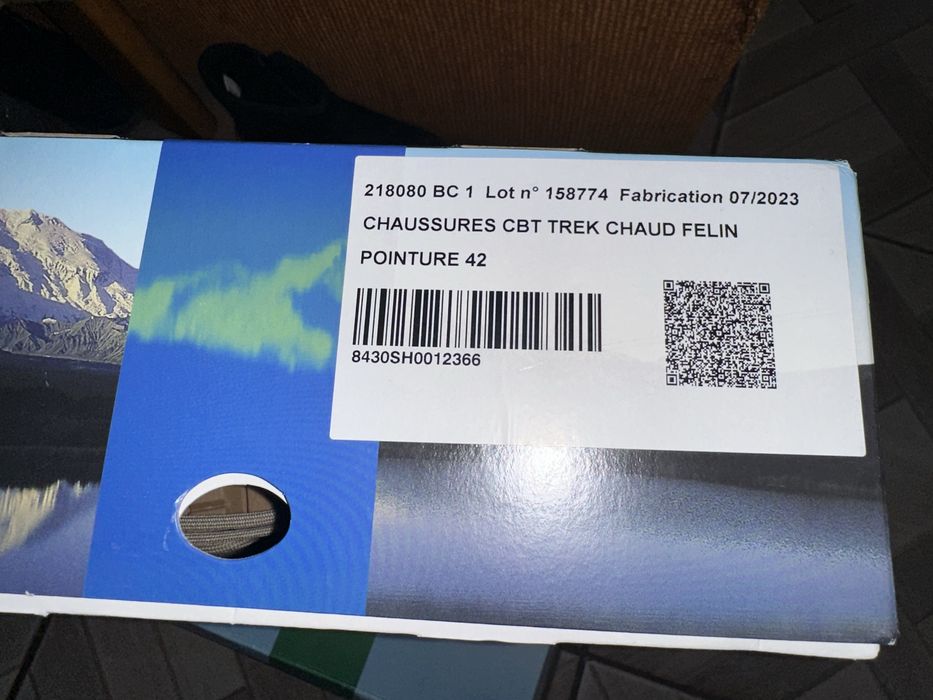 218080 BC 1 Lot n° 158774 Fabrication 07/2023
CHAUSSURES CBT TREK CHAUD FELIN
POINTURE 42
8430SH0012366